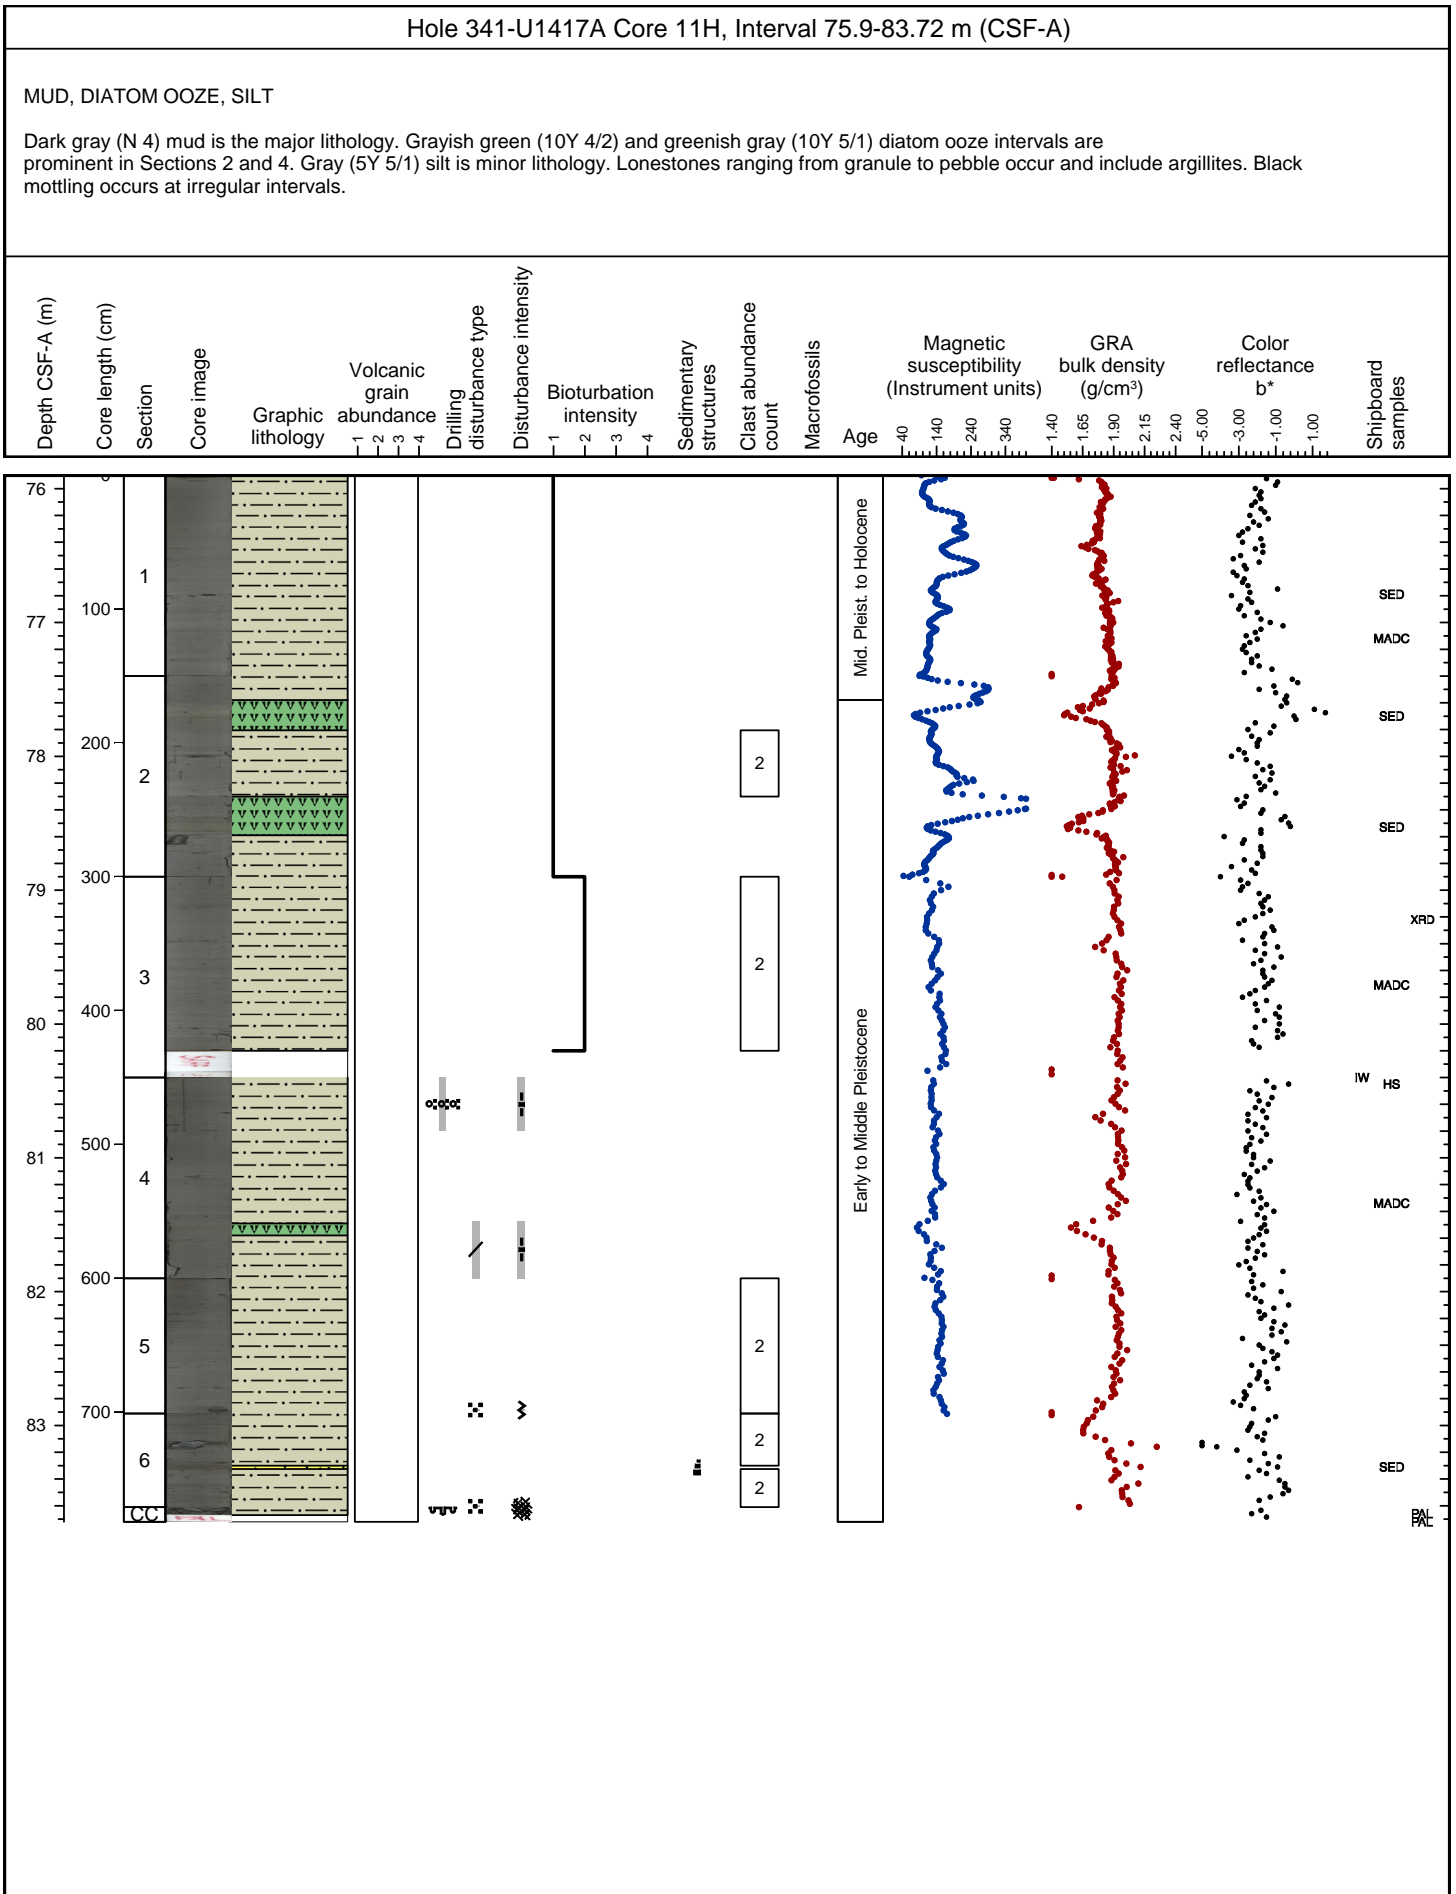 Hole 341-U1417A Core 11H, Interval 75.9-83.72 m (CSF-A)
MUD, DIATOM OOZE, SILT
Dark gray (N 4) mud is the major lithology. Grayish green (10Y 4/2) and greenish gray (10Y 5/1) diatom ooze intervals are
prominent in Sections 2 and 4. Gray (5Y 5/1) silt is minor lithology. Lonestones ranging from granule to pebble occur and include argillites. Black
mottling occurs at irregular intervals.
Depth CSF-A (m)
Core length (cm)
Section
Core image
Graphic
lithology
Volcanic
grain
abundance
1 2 3 4
Drilling
disturbance type
Disturbance intensity
Bioturbation
intensity
1 2 3 4
Sedimentary
structures
Clast abundance
count
Macrofossils
Age
Magnetic
susceptibility
(Instrument units)
40 140 240 340
GRA
bulk density
(g/cm³)
1.40 1.65 1.90 2.15 2.40
Color
reflectance
b*
-5.00 -3.00 -1.00 1.00
Shipboard
samples
76
77
78
79
80
81
82
83
0
100
200
300
400
500
600
700
1
2
3
4
5
6
CC
2
2
2
2
2
Mid. Pleist. to Holocene
Early to Middle Pleistocene
SED
MADC
SED
SED
XRD
MADC
IW HS
MADC
SED
PAL
PAL